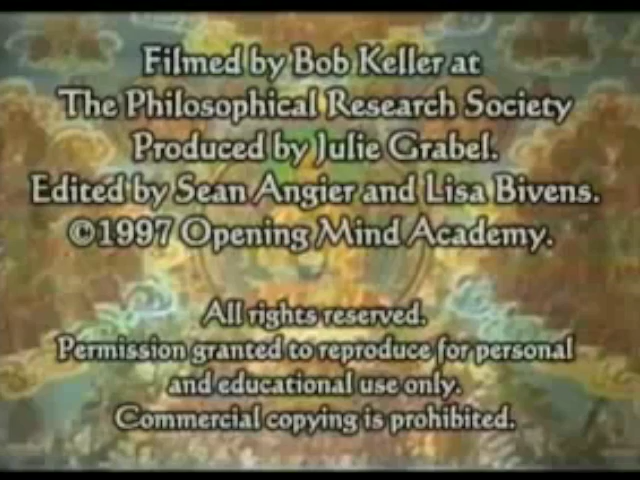 Filmed by Bob Keller at
The Philosophical Research Society
Produced by Julie Grabel.
Edited by Sean Angier and Lisa Bivens.
©1997 Opening Mind Academy.
All rights reserved.
Permission granted to reproduce for personal
and educational use only.
Commercial copying is prohibited.